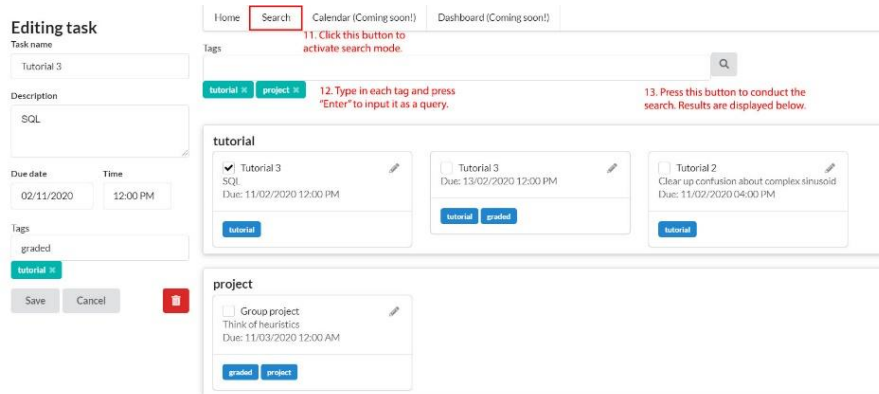 Editing task
Task name
Tutorial 3
Description
SQL
Due date Time
02/11/2020 12:00 PM
Tags
graded
tutorial ×
Save Cancel
Home Search Calendar (Coming soon!) Dashboard (Coming soon!)
11. Click this button to
activate search mode.
Tags
tutorial × project ×
12. Type in each tag and press
"Enter" to input it as a query.
13. Press this button to conduct the
search. Results are displayed below.
tutorial
Tutorial 3
SQL
Due: 11/02/2020 12:00 PM
tutorial
Tutorial 3
Due: 13/02/2020 12:00 PM
tutorial graded
Tutorial 2
Clear up confusion about complex sinusoid
Due: 11/02/2020 04:00 PM
tutorial
project
Group project
Think of heuristics
Due: 11/03/2020 12:00 AM
graded project